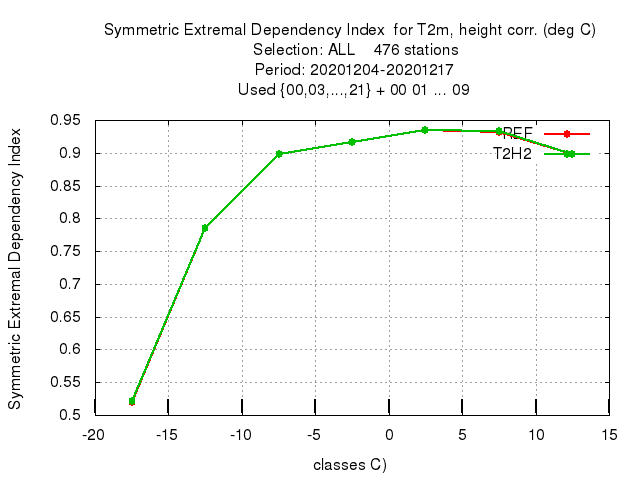 Symmetric Extremal Dependency Index  for T2m, height corr. (deg C)
Selection: ALL    476 stations
Period: 20201204-20201217
Used {00,03,...,21} + 00 01 ... 09
Symmetric Extremal Dependency Index
0.95
0.9
0.85
0.8
0.75
0.7
0.65
0.6
0.55
0.5
REF
T2H2
-20 -15 -10 -5 0 5 10 15
classes C)